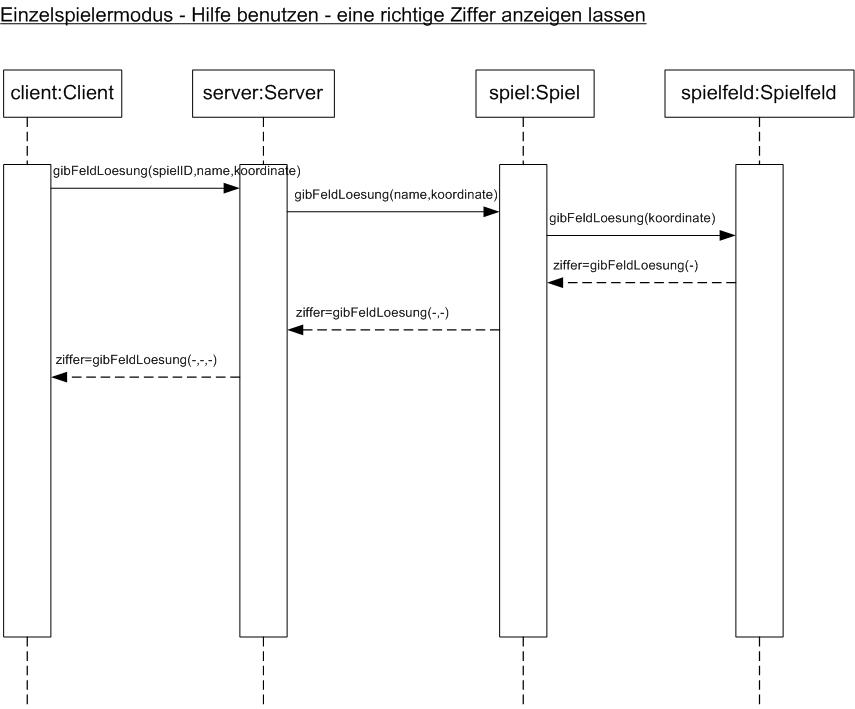 Einzelspielermodus - Hilfe benutzen - eine richtige Ziffer anzeigen lassen
client:Client
server:Server
spiel:Spiel
spielfeld:Spielfeld
gibFeldLoesung(spielID,name,koordinate)
gibFeldLoesung(name,koordinate)
gibFeldLoesung(koordinate)
ziffer=gibFeldLoesung(-)
ziffer=gibFeldLoesung(-,-)
ziffer=gibFeldLoesung(-,-,-)